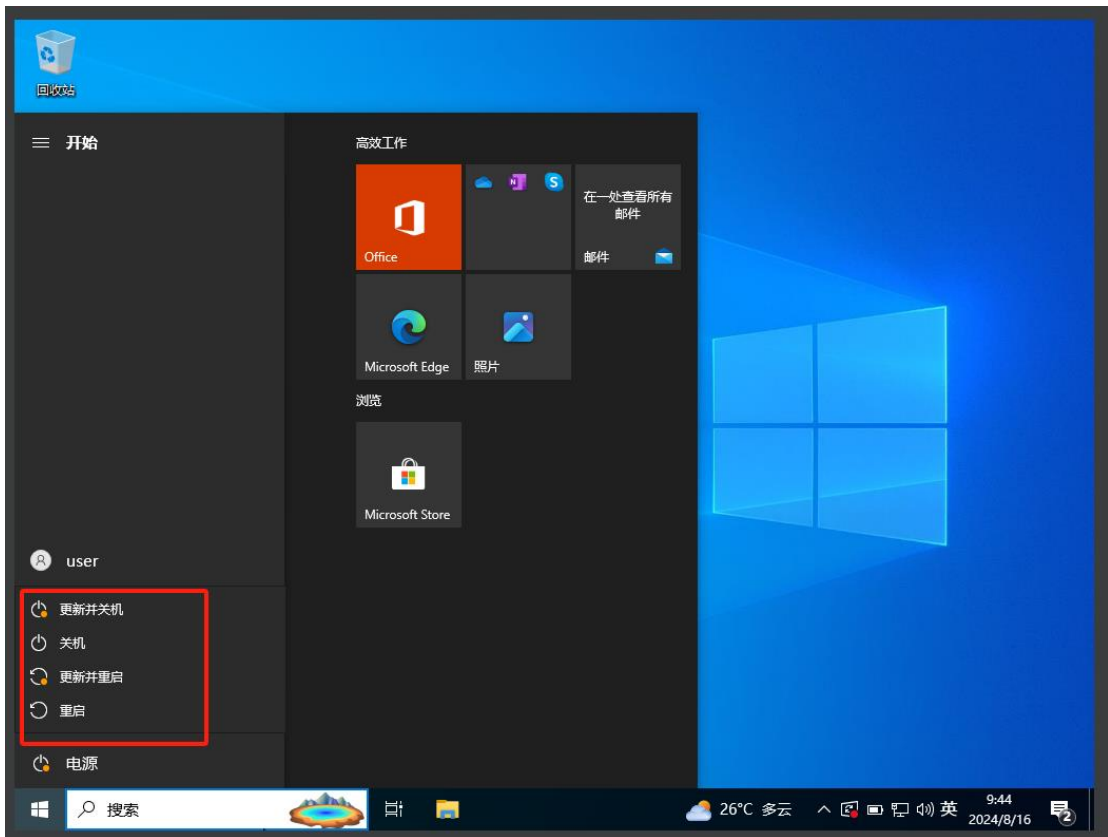 回收站
开始
高效工作
Office
在一处查看所有
邮件
邮件
Microsoft Edge
照片
浏览
Microsoft Store
user
更新并关机
关机
更新并重启
重启
电源
搜索
26°C 多云
英
9:44
2024/8/16
2